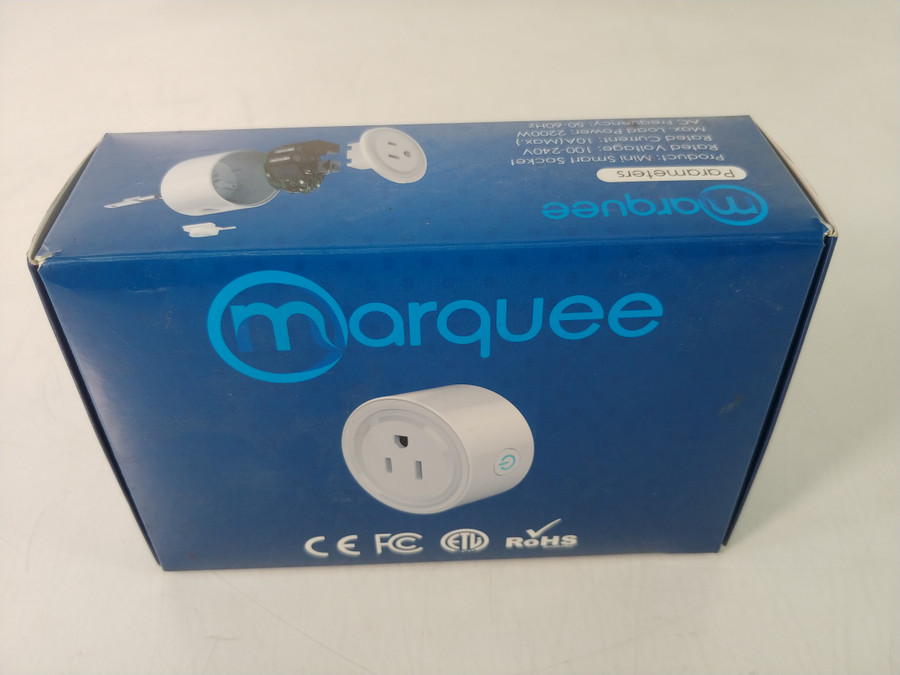 marquee
CE FC ETL RoHS
marquee
Parameters
Product: Mini Smart Socket
Rated Voltage: 100-240V
Rated Current: 10A(Max.)
Max. Load Power: 2200W
AC Frequency: 50-60Hz